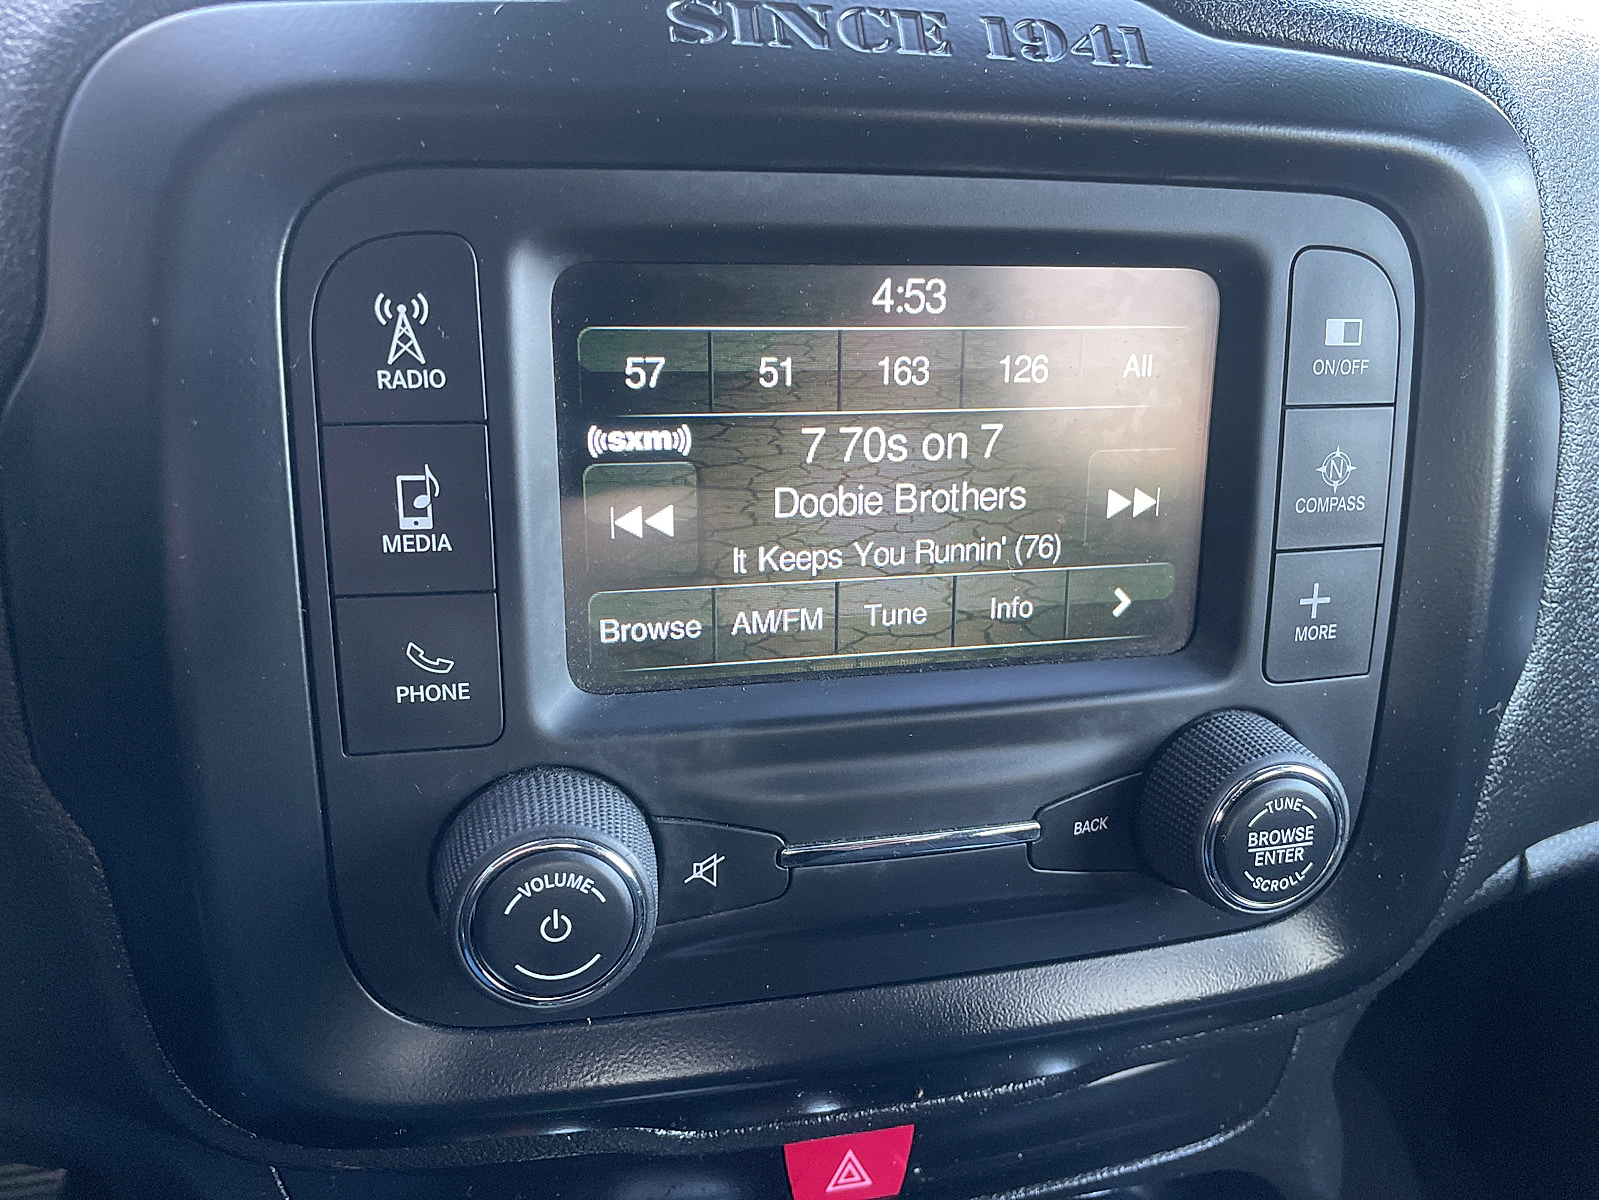 SINCE 1941
4:53
57 51 163 126 All
sxm
7 70s on 7
Doobie Brothers
It Keeps You Runnin' (76)
Browse AM/FM Tune Info
RADIO
MEDIA
PHONE
ON/OFF
N
COMPASS
MORE
VOLUME
BACK
TUNE
BROWSE
ENTER
SCROLL